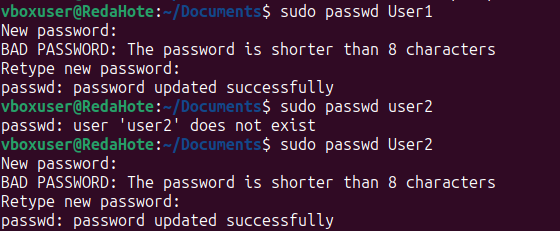 vboxuser@RedaHote:~/Documents$ sudo passwd User1
New password:
BAD PASSWORD: The password is shorter than 8 characters
Retype new password:
passwd: password updated successfully
vboxuser@RedaHote:~/Documents$ sudo passwd user2
passwd: user 'user2' does not exist
vboxuser@RedaHote:~/Documents$ sudo passwd User2
New password:
BAD PASSWORD: The password is shorter than 8 characters
Retype new password:
passwd: password updated successfully